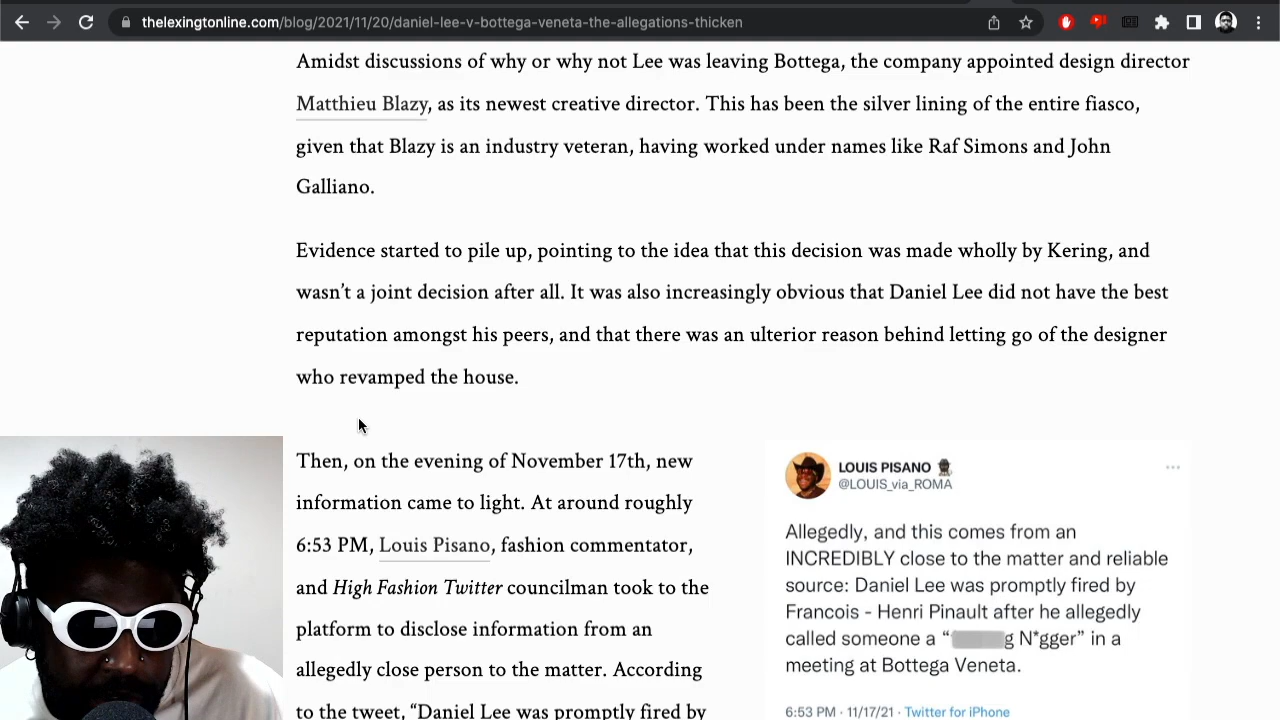 thelexingtononline.com/blog/2021/11/20/daniel-lee-v-bottega-veneta-the-allegations-thicken
Amidst discussions of why or why not Lee was leaving Bottega, the company appointed design director
Matthieu Blazy, as its newest creative director. This has been the silver lining of the entire fiasco,
given that Blazy is an industry veteran, having worked under names like Raf Simons and John
Galliano.
Evidence started to pile up, pointing to the idea that this decision was made wholly by Kering, and
wasn't a joint decision after all. It was also increasingly obvious that Daniel Lee did not have the best
reputation amongst his peers, and that there was an ulterior reason behind letting go of the designer
who revamped the house.
Then, on the evening of November 17th, new
information came to light. At around roughly
6:53 PM, Louis Pisano, fashion commentator,
and High Fashion Twitter councilman took to the
platform to disclose information from an
allegedly close person to the matter. According
to the tweet, “Daniel Lee was promptly fired by
LOUIS PISANO
@LOUIS_via_ROMA
Allegedly, and this comes from an
INCREDIBLY close to the matter and reliable
source: Daniel Lee was promptly fired by
Francois - Henri Pinault after he allegedly
called someone a “g N*gger” in a
meeting at Bottega Veneta.
6:53 PM · 11/17/21 · Twitter for iPhone